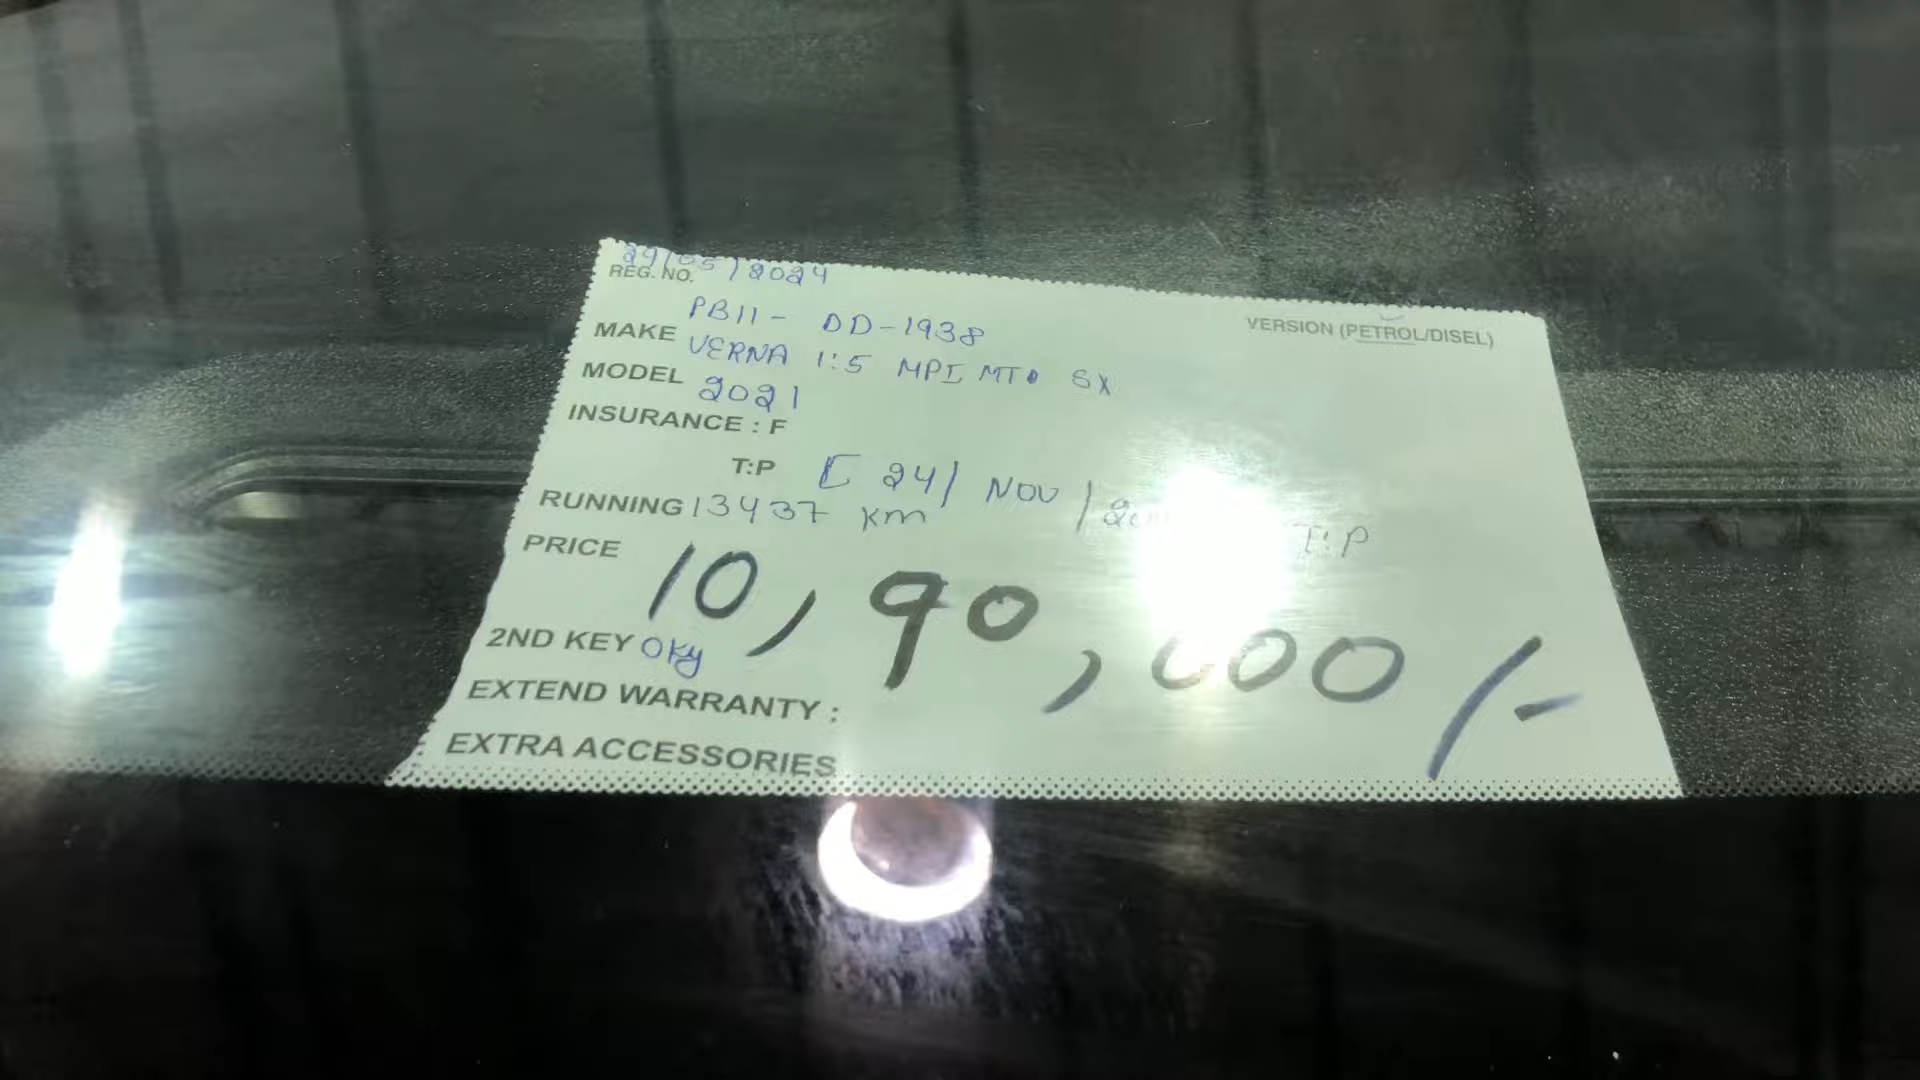 29/05/2024
REG. NO.
PB11- DD-1938
VERSION (PETROL/DISEL)
MAKE VERNA 1:5 MPI MT SX
MODEL 2021
INSURANCE : F
T:P [ 24/ NOV / T:P
RUNNING 13437 KM
PRICE 10,90,000/-
2ND KEY OKy
EXTEND WARRANTY :
EXTRA ACCESSORIES